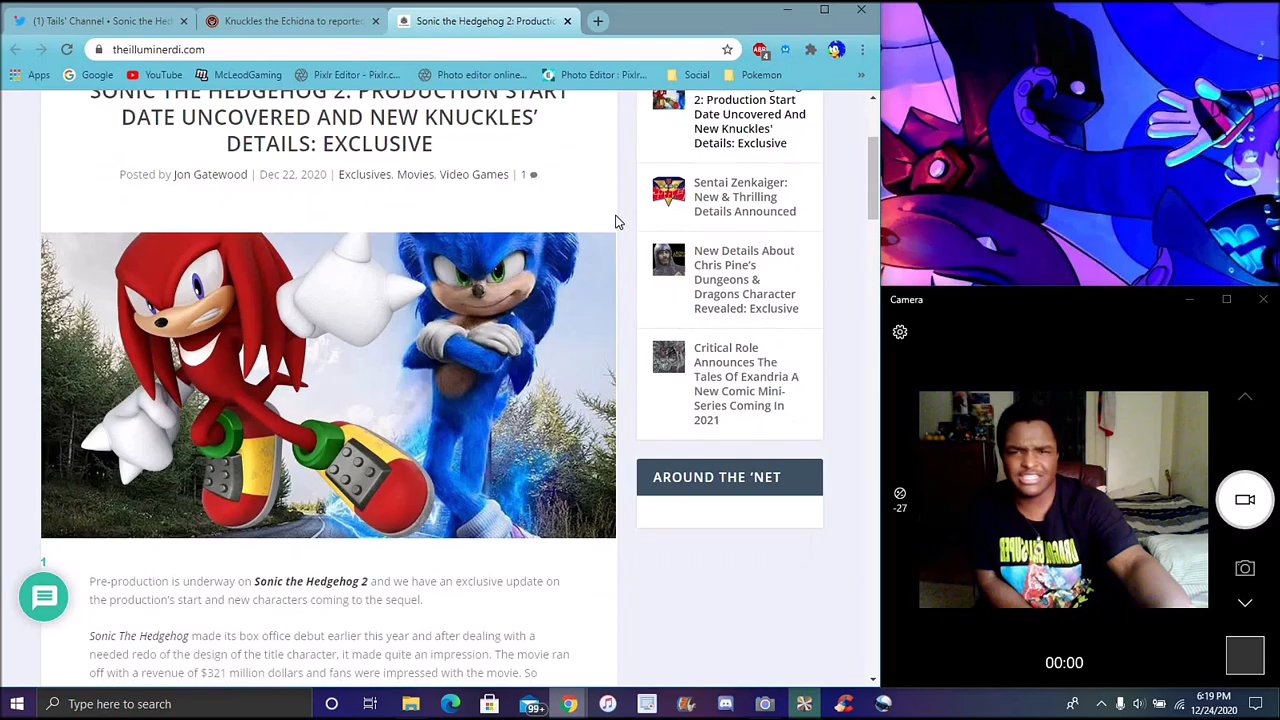 (1) Tails' Channel • Sonic the Hed
Knuckles the Echidna to reported
Sonic the Hedgehog 2: Productic
theilluminerdi.com
Apps
Google
YouTube
McLeodGaming
Pixlr Editor - Pixlr.c...
Photo editor online...
Photo Editor : Pixlr...
Social
Pokemon
»
SONIC THE HEDGEHOG 2: PRODUCTION START
DATE UNCOVERED AND NEW KNUCKLES'
DETAILS: EXCLUSIVE
Posted by Jon Gatewood | Dec 22, 2020 | Exclusives, Movies, Video Games | 1
1
Pre-production is underway on Sonic the Hedgehog 2 and we have an exclusive update on
the production's start and new characters coming to the sequel.
Sonic The Hedgehog made its box office debut earlier this year and after dealing with a
needed redo of the design of the title character, it made quite an impression. The movie ran
off with a revenue of $321 million dollars and fans were impressed with the movie. So
2: Production Start
Date Uncovered And
New Knuckles'
Details: Exclusive
Sentai Zenkaiger:
New & Thrilling
Details Announced
New Details About
Chris Pine's
Dungeons &
Dragons Character
Revealed: Exclusive
Critical Role
Announces The
Tales Of Exandria A
New Comic Mini-
Series Coming In
2021
AROUND THE 'NET
Camera
-27
00:00
Type here to search
99+
6:19 PM
12/24/2020